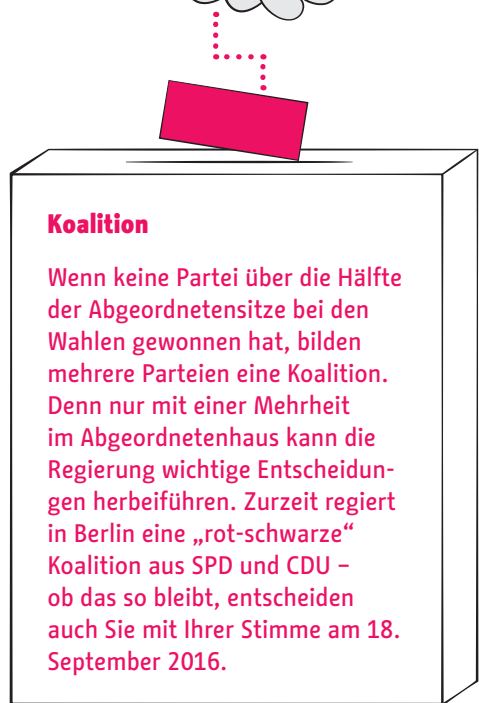 Koalition
Wenn keine Partei über die Hälfte
der Abgeordnetensitze bei den
Wahlen gewonnen hat, bilden
mehrere Parteien eine Koalition.
Denn nur mit einer Mehrheit
im Abgeordnetenhaus kann die
Regierung wichtige Entscheidun-
gen herbeiführen. Zurzeit regiert
in Berlin eine „rot-schwarze“
Koalition aus SPD und CDU –
ob das so bleibt, entscheiden
auch Sie mit Ihrer Stimme am 18.
September 2016.